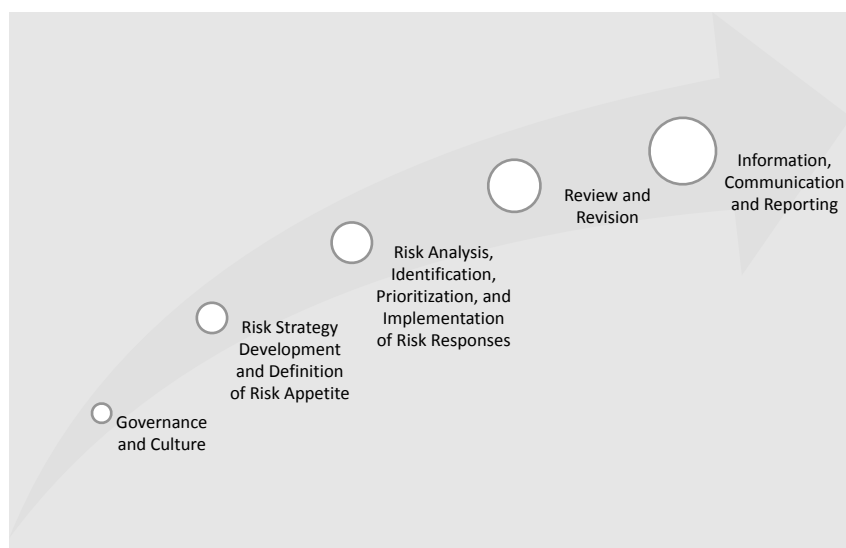 Governance
and Culture
Risk Strategy
Development
and Definition
of Risk Appetite
Risk Analysis,
Identification,
Prioritization, and
Implementation
of Risk Responses
Review and
Revision
Information,
Communication
and Reporting